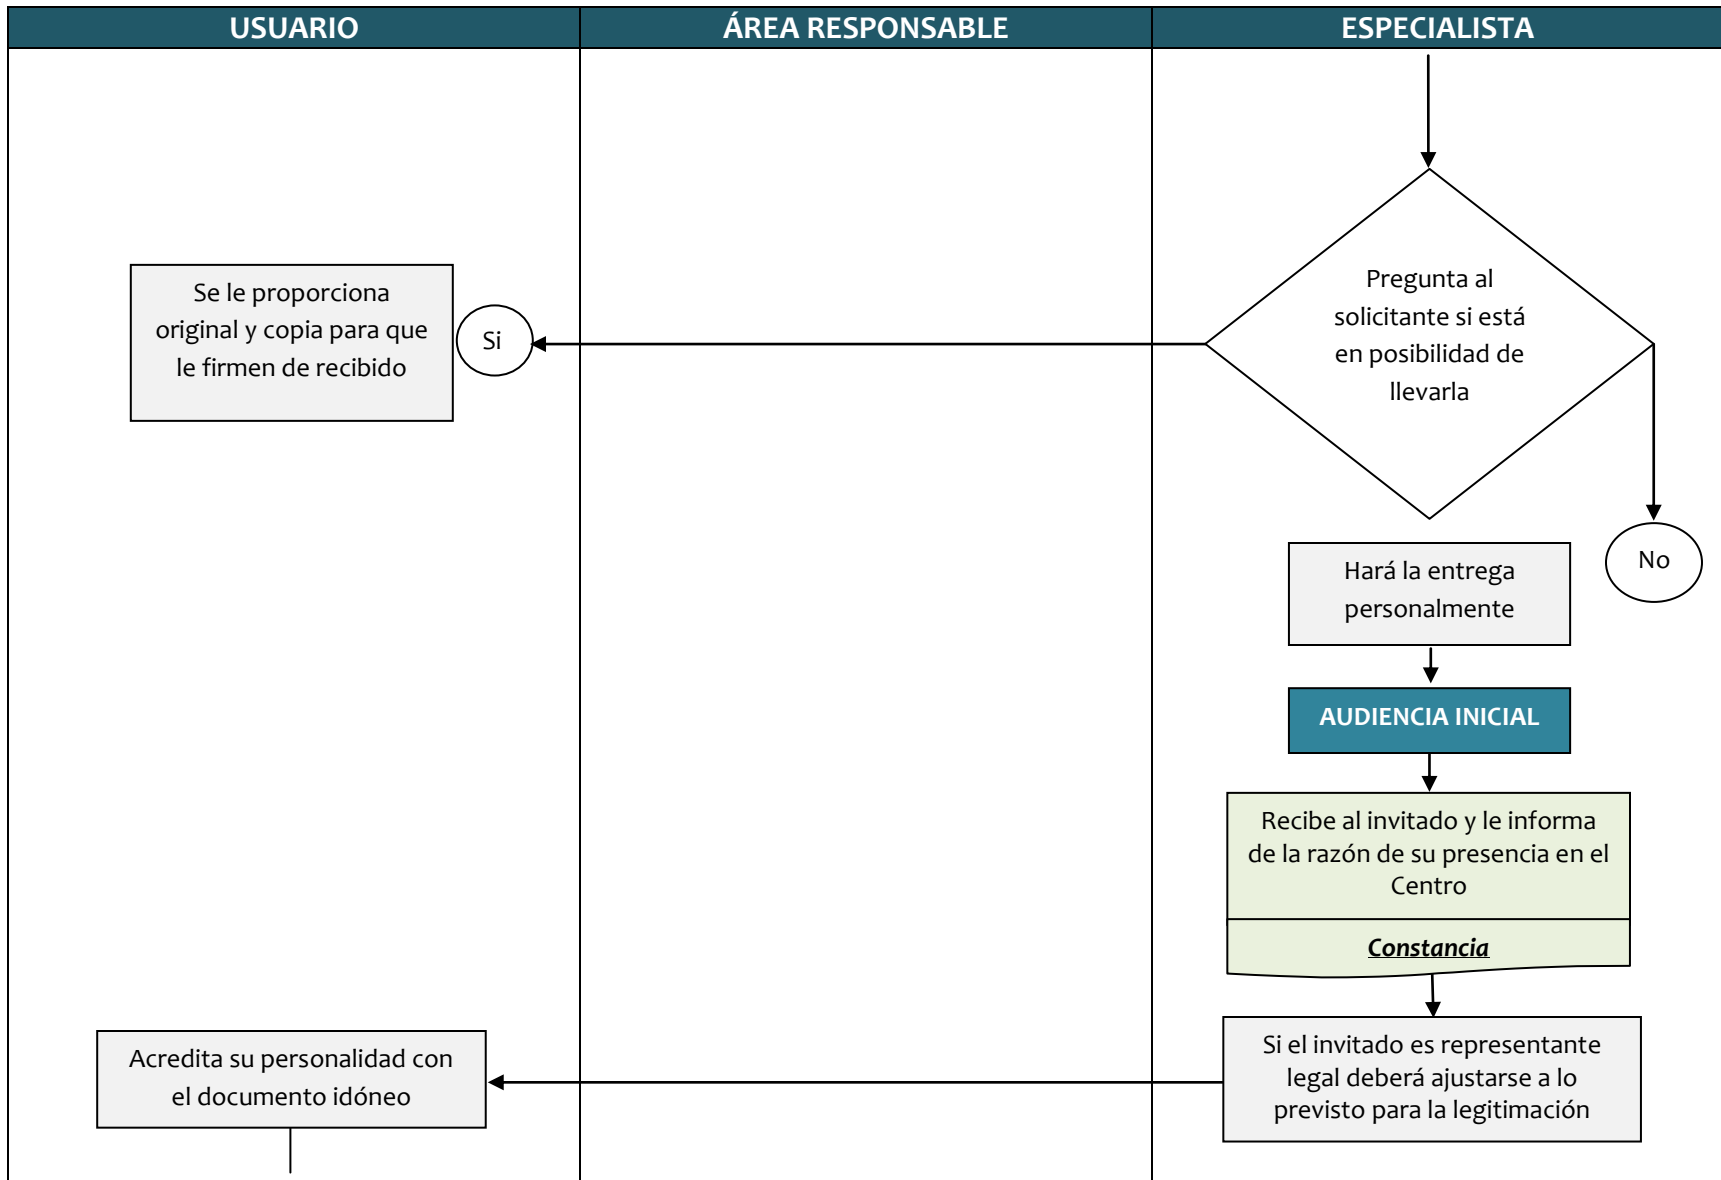 USUARIO
ÁREA RESPONSABLE
ESPECIALISTA
Pregunta al
solicitante si está
en posibilidad de
llevarla
Se le proporciona
original y copia para que
le firmen de recibido
Si
No
Hará la entrega
personalmente
AUDIENCIA INICIAL
Recibe al invitado y le informa
de la razón de su presencia en el
Centro
Constancia
Si el invitado es representante
legal deberá ajustarse a lo
previsto para la legitimación
Acredita su personalidad con
el documento idóneo